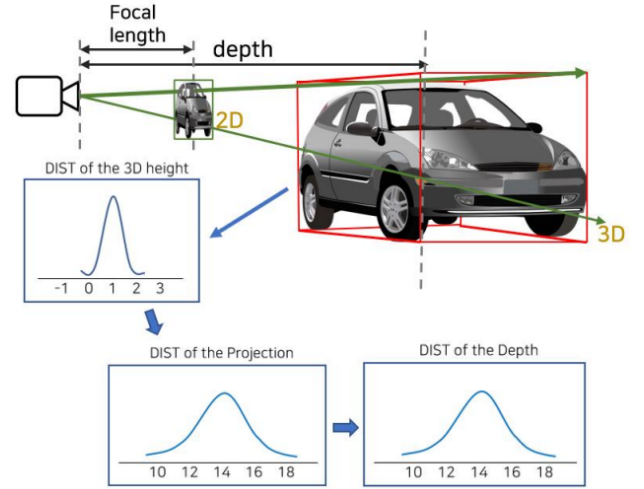 Focal
length
depth
2D
3D
DIST of the 3D height
-1 0 1 2 3
DIST of the Projection
10 12 14 16 18
DIST of the Depth
10 12 14 16 18